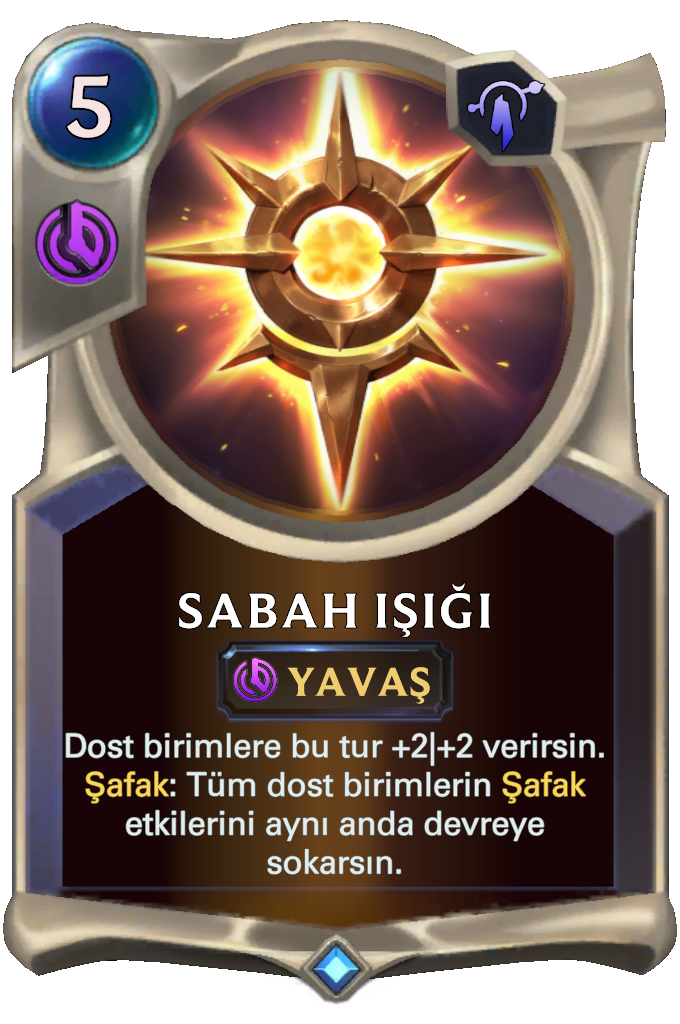 5
SABAH IŞIĞI
YAVAŞ
Dost birimlere bu tur +2|+2 verirsin.
Şafak: Tüm dost birimlerin Şafak
etkilerini aynı anda devreye
sokarsın.